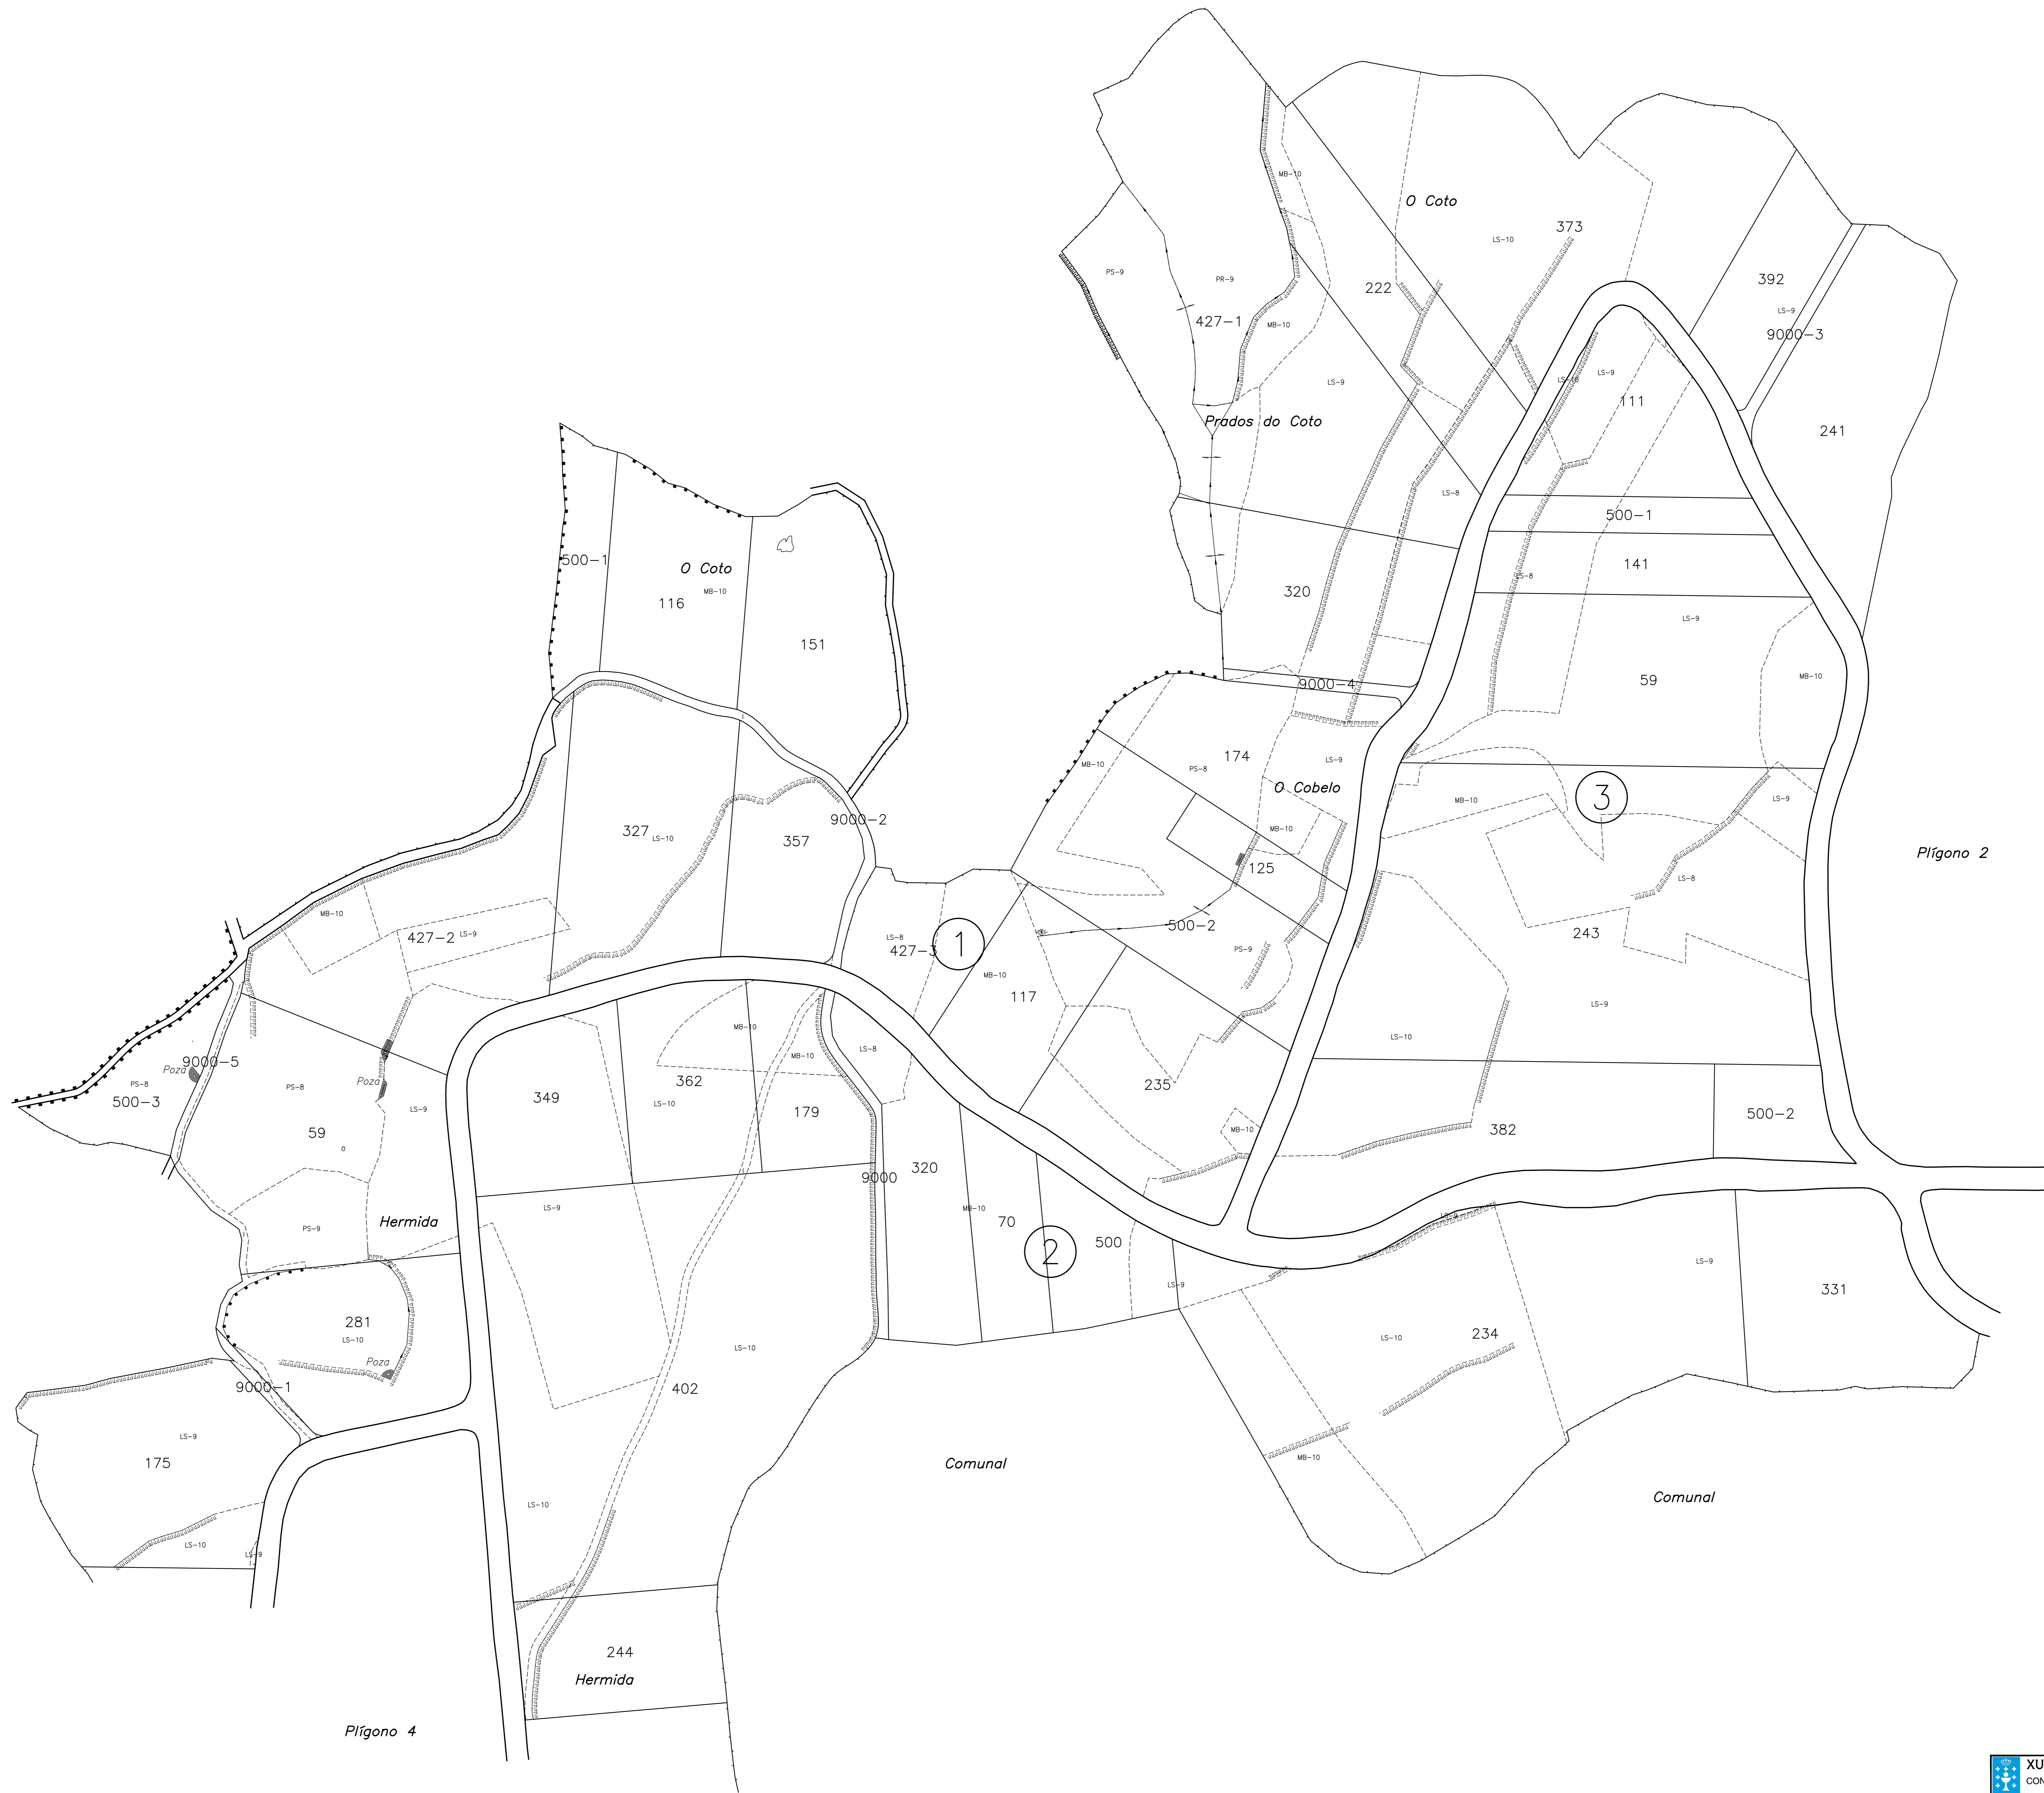 MB-10
O Coto
373
LS-10
PS-9
PR-9
392
222
LS-9
427-1
MB-10
9000-3
LS-9
LS-10
LS-9
111
Prados do Coto
241
LS-8
500-1
500-1
141
O Coto
LS-8
MB-10
116
320
LS-9
151
MB-10
59
9000-4
174
LS-9
MB-10
PS-8
O Cobelo
3
LS-9
MB-10
9000-2
327
LS-10
MB-10
357
Plígono 2
125
LS-8
MB-10
500-2
427-2
LS-9
LS-8
1
243
427-3
PS-9
MB-10
117
LS-9
MB-10
LS-10
LS-8
MB-10
9000-5
Poza
PS-8
500-3
PS-8
Poza
362
235
349
LS-10
LS-9
179
500-2
59
MB-10
382
320
9000
LS-9
MB-10
PS-9
Hermida
70
500
2
LS-9
LS-9
331
281
LS-10
234
LS-10
LS-10
Poza
9000-1
402
LS-9
175
Comunal
MB-10
Comunal
LS-10
LS-10
LS-9
244
Hermida
Plígono 4
XU
CON